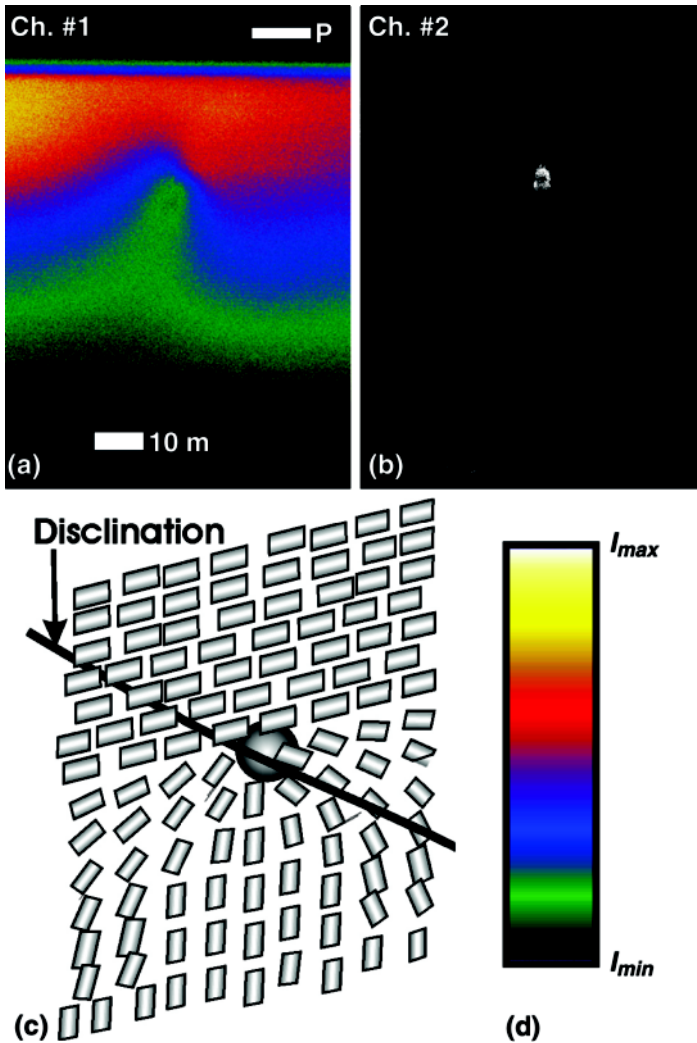 Ch. #1
P
Ch. #2
10 m
(a)
(b)
Disclination
Imax
Imin
(c)
(d)